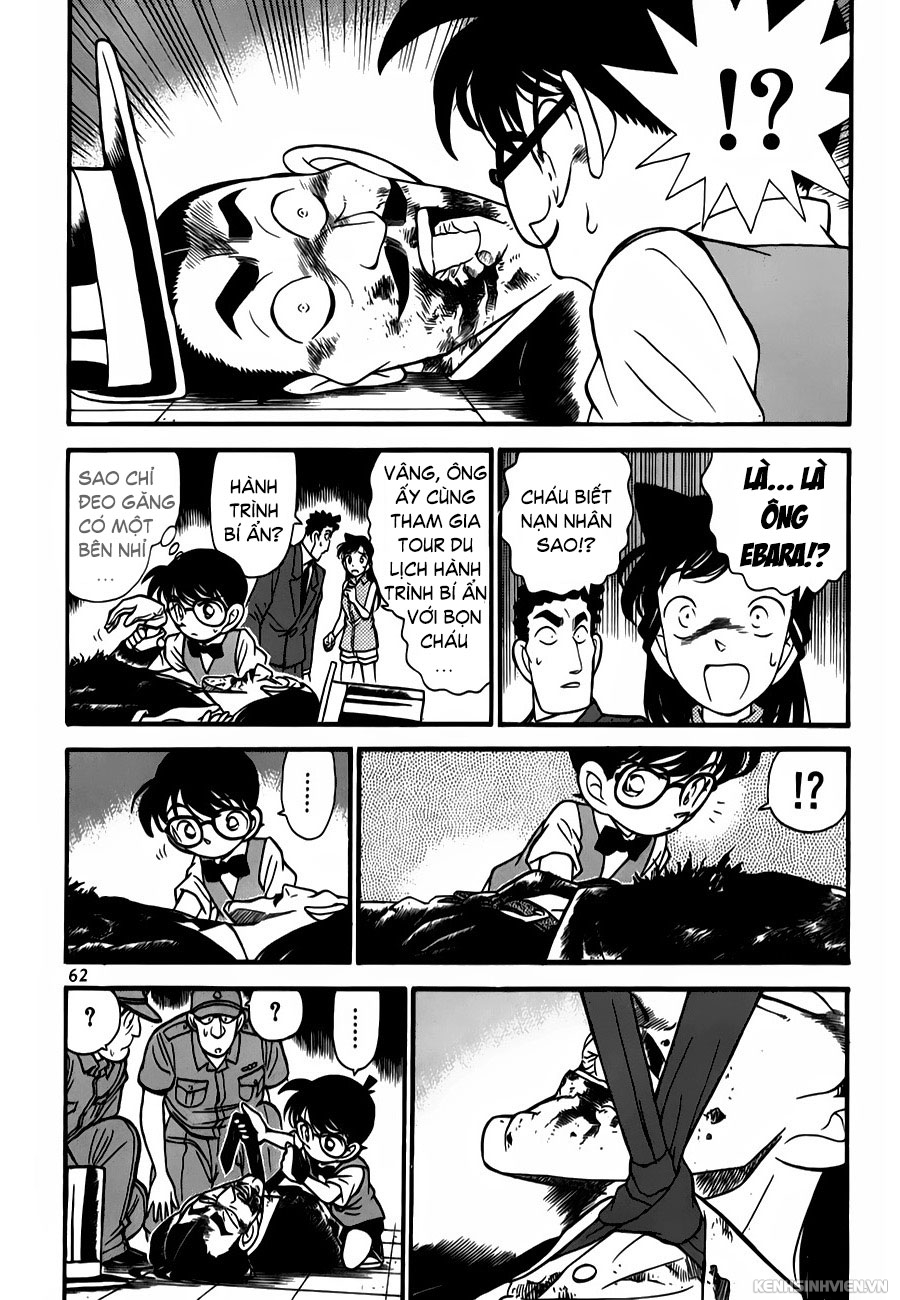 !?
LÀ... LÀ
ÔNG
EBARA!?
CHÁU BIẾT
NẠN NHÂN
SAO!?
VÂNG, ÔNG
ẤY CÙNG
THAM GIA
TOUR DU
LỊCH HÀNH
TRÌNH BÍ ẨN
VỚI BỌN
CHÁU
...
HÀNH
TRÌNH
BÍ ẨN?
SAO CHỈ
ĐEO GĂNG
CÓ MỘT
BÊN NHỈ
...
!?
......
62
......
?
?
KENHSINHVIEN.VN